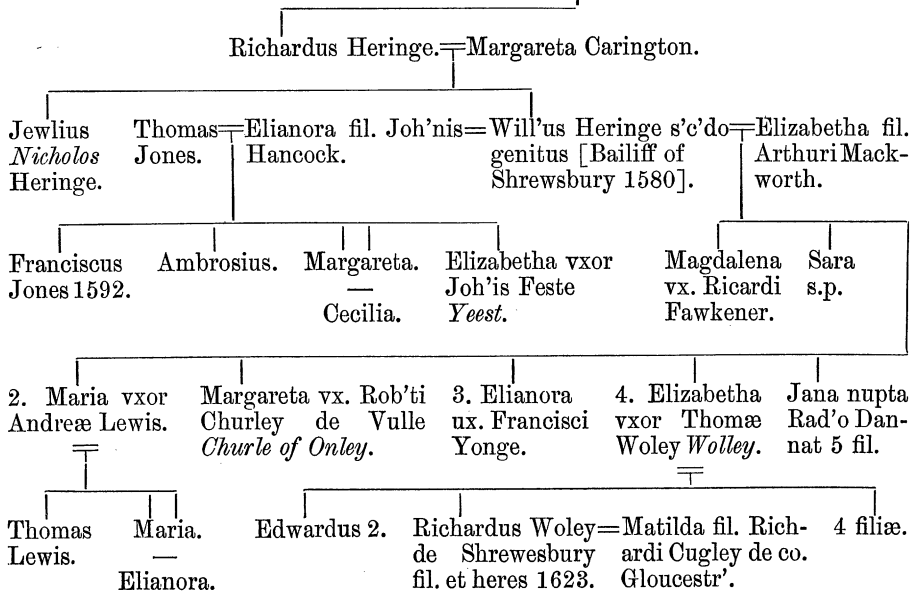 Richardus Heringe.=Margareta Carington.
Jewlius
Nicholos
Heringe.
Thomas=Elianora fil. Joh'nis=Will'us Heringe s'c'do=Elizabetha fil.
Jones.
Hancock.
genitus [Bailiff of
Shrewsbury 1580].
Arthuri Mack-
worth.
Franciscus
Jones 1592.
Ambrosius.
Margareta.
—
Cecilia.
Elizabetha vxor
Joh'is Feste
Yeest.
Magdalena
vx. Ricardi
Fawkener.
Sara
s.p.
2. Maria vxor
Andreæ Lewis.
Margareta vx. Rob'ti
Churley de Vulle
Churle of Onley.
3. Elianora
ux. Francisci
Yonge.
4. Elizabetha
vxor Thomæ
Woley Wolley.
Jana nupta
Rad'o Dan-
nat 5 fil.
Thomas
Lewis.
Maria.
—
Elianora.
Edwardus 2.
Richardus Woley=Matilda fil. Rich-
de Shrewesbury
fil. et heres 1623.
ardi Cugley de co.
Gloucestr'.
4 filiæ.